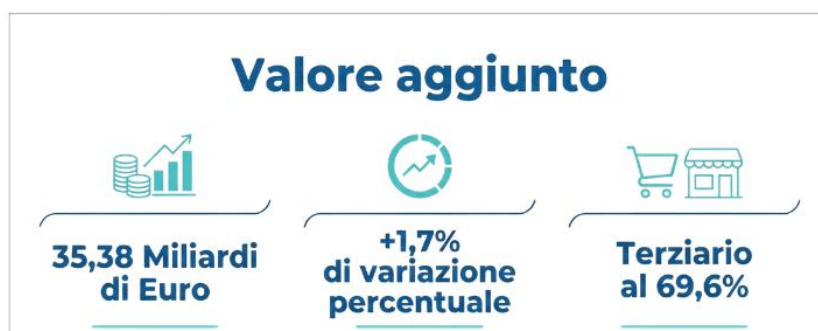 Valore aggiunto
35,38 Miliardi
di Euro
+1,7%
di variazione
percentuale
Terziario
al 69,6%